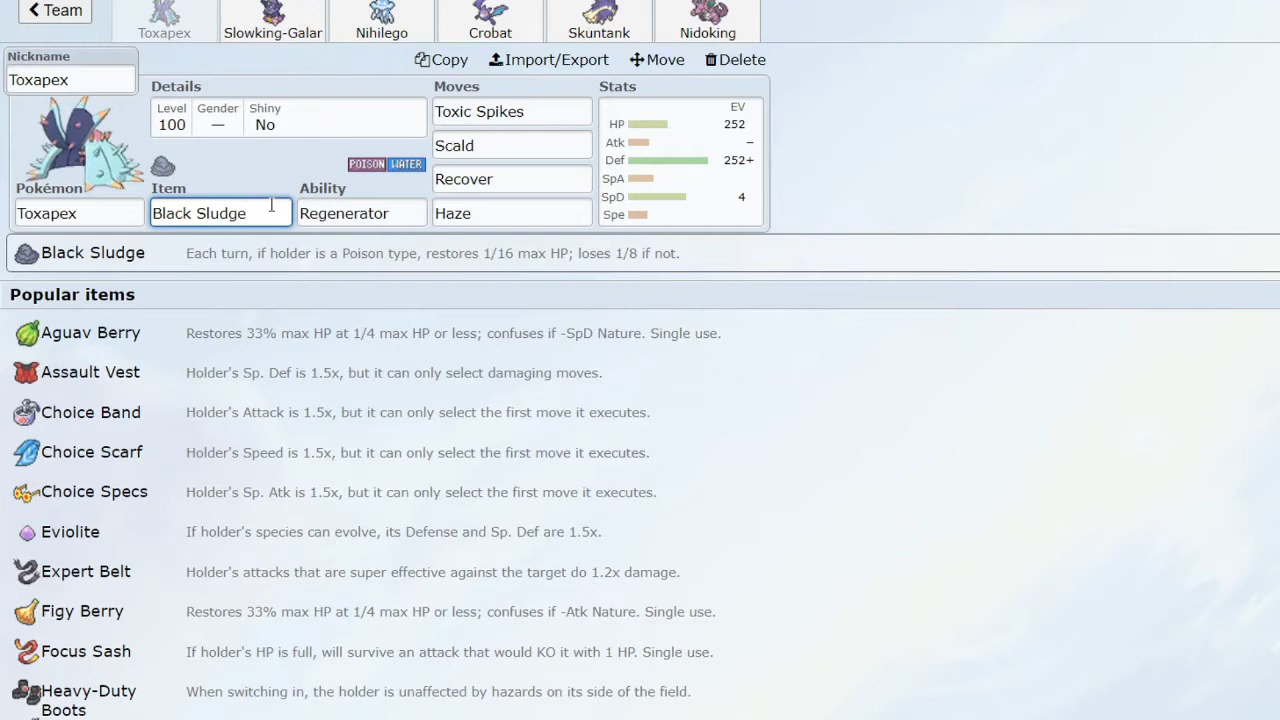 Team
Toxapex
Slowking-Galar
Nihilego
Crobat
Skuntank
Nidoking
Nickname
Toxapex
Copy
Import/Export
Move
Delete
Details
Level
100
Gender
—
Shiny
No
POISON WATER
Pokémon
Toxapex
Item
Black Sludge
Ability
Regenerator
Moves
Toxic Spikes
Scald
Recover
Haze
Stats
EV
HP 252
Atk –
Def 252+
SpA
SpD 4
Spe
Black Sludge Each turn, if holder is a Poison type, restores 1/16 max HP; loses 1/8 if not.
Popular items
Aguav Berry Restores 33% max HP at 1/4 max HP or less; confuses if -SpD Nature. Single use.
Assault Vest Holder's Sp. Def is 1.5x, but it can only select damaging moves.
Choice Band Holder's Attack is 1.5x, but it can only select the first move it executes.
Choice Scarf Holder's Speed is 1.5x, but it can only select the first move it executes.
Choice Specs Holder's Sp. Atk is 1.5x, but it can only select the first move it executes.
Eviolite If holder's species can evolve, its Defense and Sp. Def are 1.5x.
Expert Belt Holder's attacks that are super effective against the target do 1.2x damage.
Figy Berry Restores 33% max HP at 1/4 max HP or less; confuses if -Atk Nature. Single use.
Focus Sash If holder's HP is full, will survive an attack that would KO it with 1 HP. Single use.
Heavy-Duty Boots When switching in, the holder is unaffected by hazards on its side of the field.